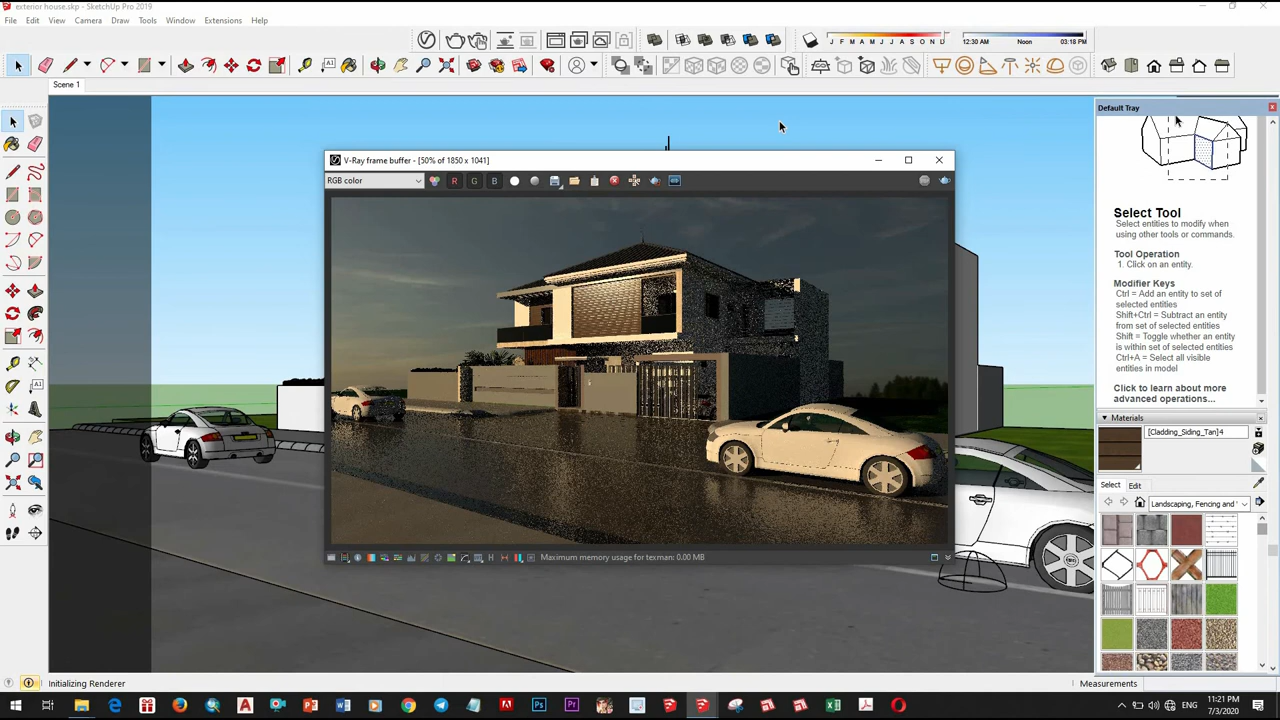 exterior house.skp - SketchUp Pro 2019
File Edit View Camera Draw Tools Window Extensions Help
J F M A M J J A S O N D
12:30 AM Noon 03:18 PM
Scene 1
Default Tray
V-Ray frame buffer - [50% of 1850 x 1041]
RGB color
R G B
Select Tool
Select entities to modify when
using other tools or commands.
Tool Operation
1. Click on an entity.
Modifier Keys
Ctrl = Add an entity to set of
selected entities
Shift+Ctrl = Subtract an entity
from set of selected entities
Shift = Toggle whether an entity
is within set of selected entities
Ctrl+A = Select all visible
entities in model
Click to learn about more
advanced operations...
Materials
[Cladding_Siding_Tan]4
Select Edit
Landscaping, Fencing and
Maximum memory usage for texman: 0.00 MB
Initializing Renderer
Measurements
11:21 PM
7/3/2020